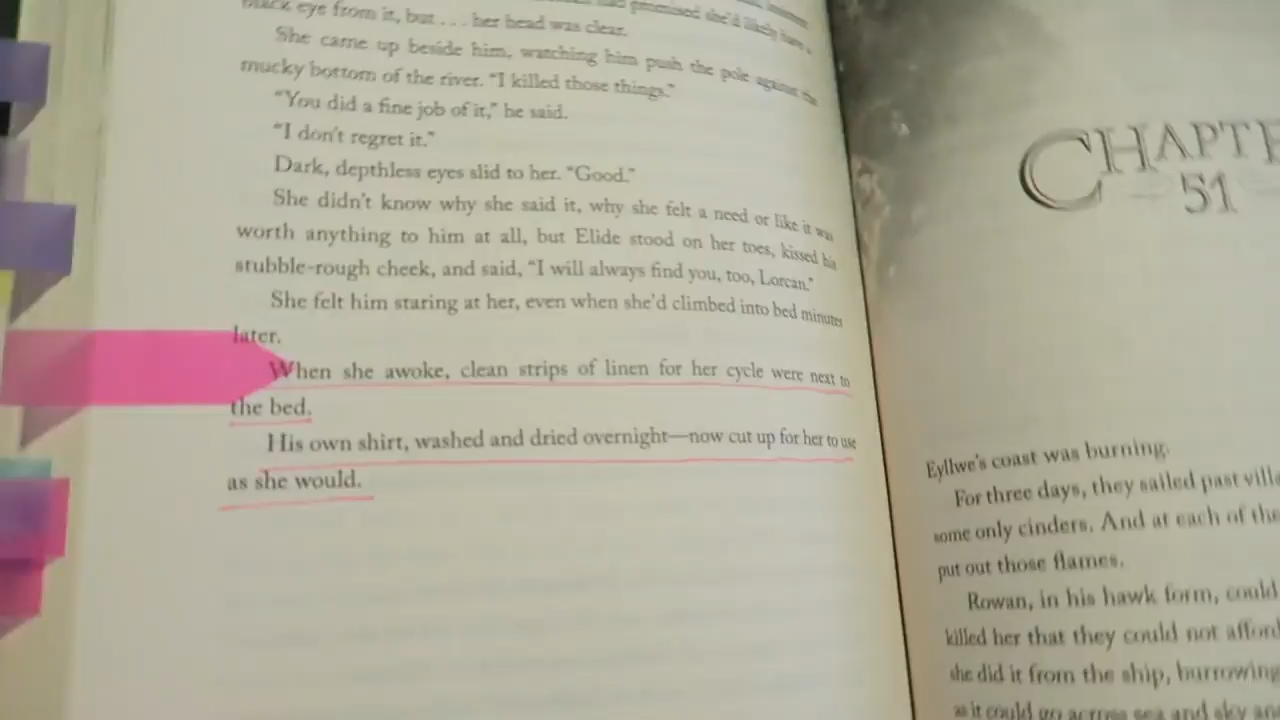 black eye from it, but . . . her head was clear.
She came up beside him, watching him push the pole against the
mucky bottom of the river. “I killed those things.”
“You did a fine job of it,” he said.
“I don’t regret it.”
Dark, depthless eyes slid to her. “Good.”
She didn’t know why she said it, why she felt a need or like it was
worth anything to him at all, but Elide stood on her toes, kissed his
stubble-rough cheek, and said, “I will always find you, too, Lorcan.”
She felt him staring at her, even when she’d climbed into bed minutes
later.
When she awoke, clean strips of linen for her cycle were next to
the bed.
His own shirt, washed and dried overnight—now cut up for her to use
as she would.
CHAPTE
51
Eyllwe’s coast was burning.
For three days, they sailed past villa
some only cinders. And at each of the
put out those flames.
Rowan, in his hawk form, could
killed her that they could not afford
she did it from the ship, burrowing
as it could go across sea and sky and